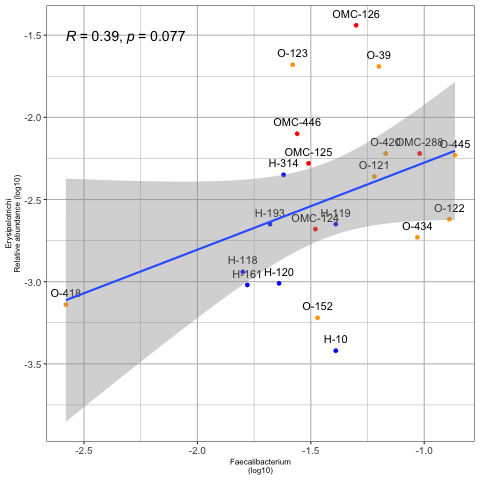 OMC-126
-1.5
R = 0.39, p = 0.077
O-123
O-39
-2.0
OMC-446
O-420
OMC-288
O-445
OMC-125
H-314
O-121
-2.5
H-193
OMC-124
H-119
O-122
O-434
H-118
H-161
H-120
-3.0
O-418
O-152
H-10
-3.5
Erysipelotrichi
Relative abundance (log10)
-2.5
-2.0
-1.5
-1.0
Faecalibacterium
(log10)